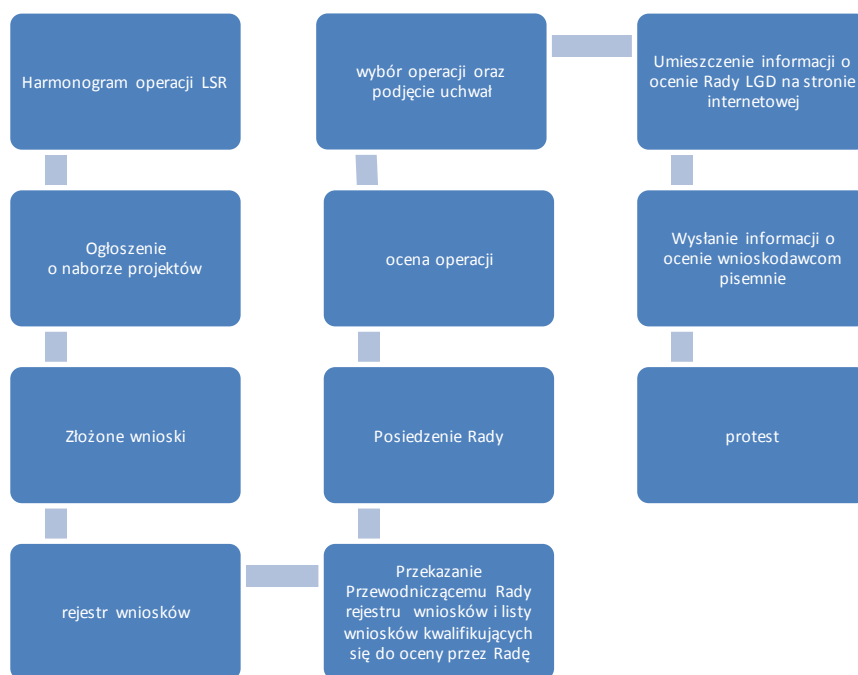 Harmonogram operacji LSR
Ogłoszenie
o naborze projektów
Złożone wnioski
rejestr wniosków
Przekazanie
Przewodniczącemu Rady
rejestru wniosków i listy
wniosków kwalifikujących
się do oceny przez Radę
Posiedzenie Rady
ocena operacji
wybór operacji oraz
podjęcie uchwał
Umieszczenie informacji o
ocenie Rady LGD na stronie
internetowej
Wysłanie informacji o
ocenie wnioskodawcom
pisemnie
protest